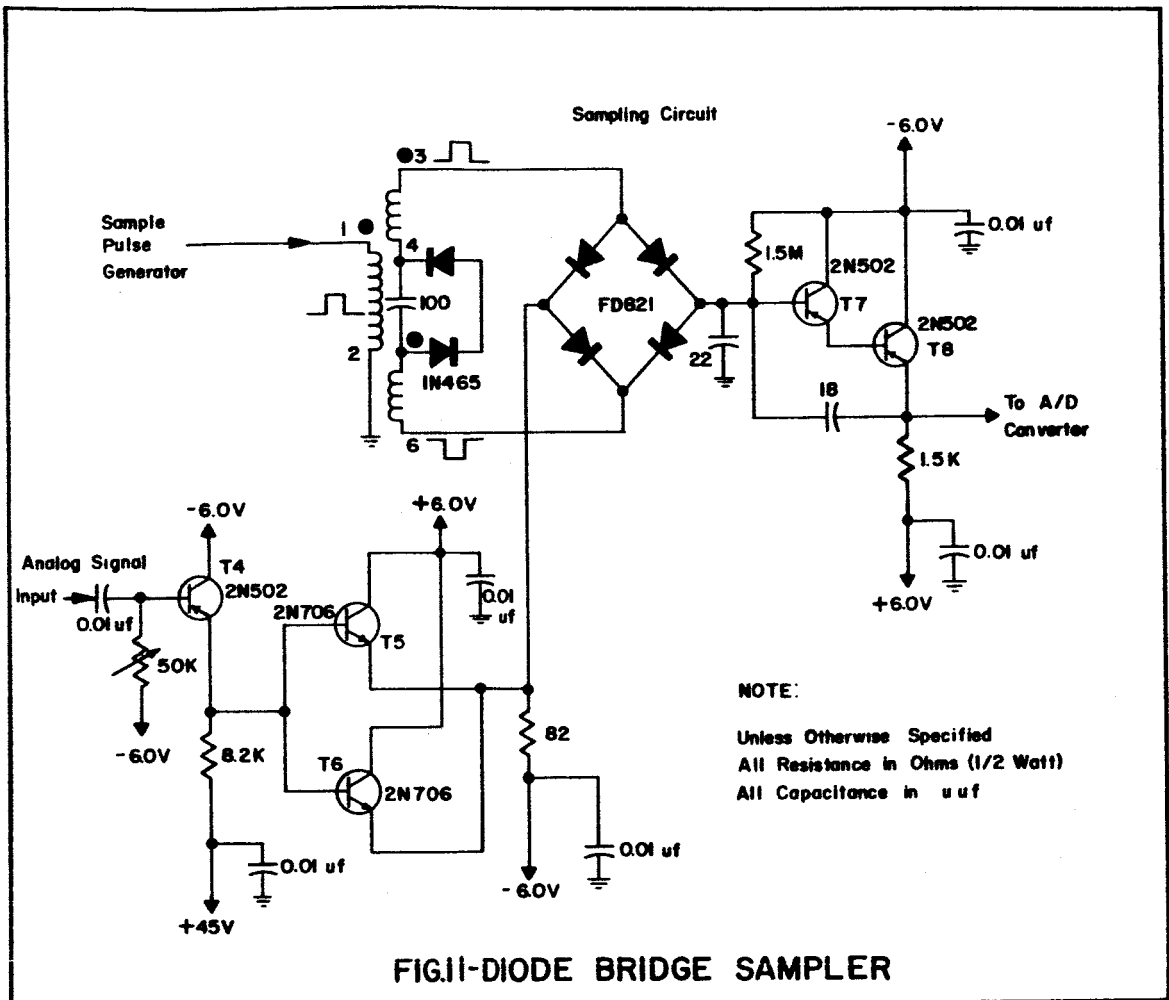 Sampling Circuit
-6.0V
3
Sample
Pulse
Generator
1
4
0.01 uf
1.5M
2N502
100
FD821
T7
2N502
T8
2
1N465
22
18
To A/D
Converter
6
1.5K
-6.0V
+6.0V
Analog Signal
T4
Input
2N502
0.01 uf
0.01 uf
2N706
0.01
uf
T5
+6.0V
50K
NOTE:
-6.0V
8.2K
82
Unless Otherwise Specified
T6
All Resistance in Ohms (1/2 Watt)
2N706
All Capacitance in uuf
0.01 uf
0.01 uf
-6.0V
+45V
FIG.11-DIODE BRIDGE SAMPLER